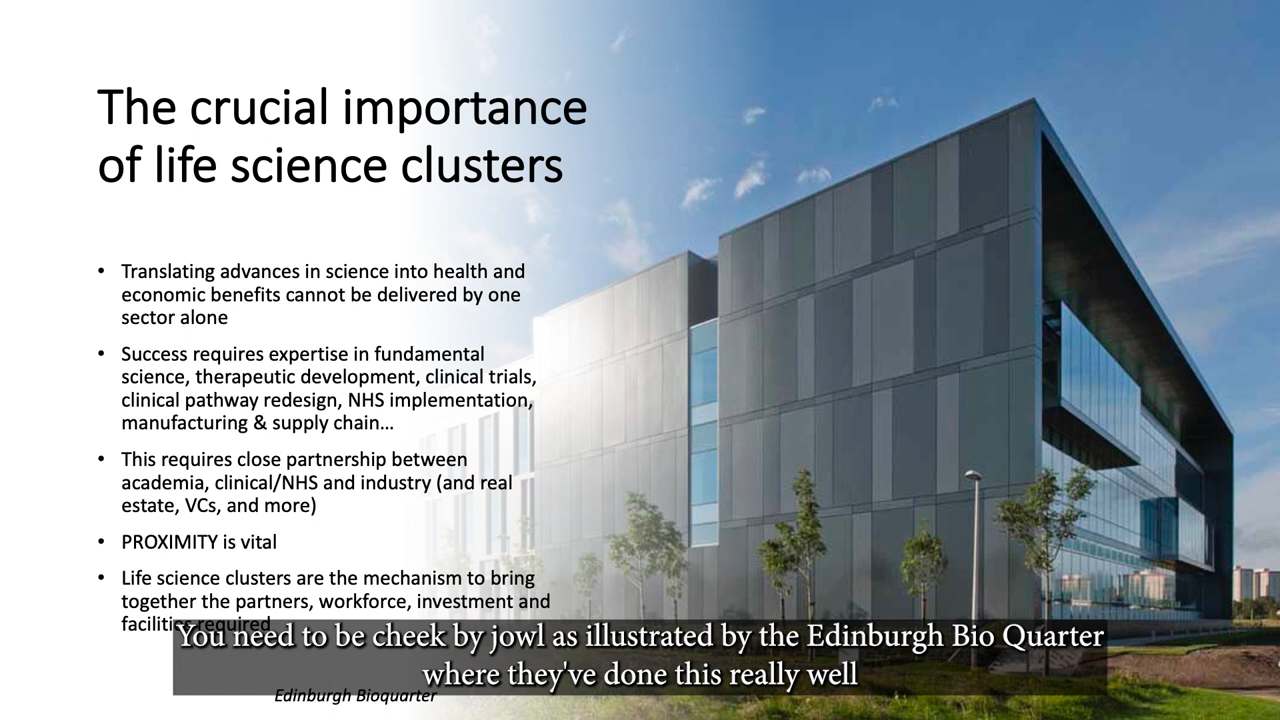 The crucial importance
of life science clusters
• Translating advances in science into health and
economic benefits cannot be delivered by one
sector alone
• Success requires expertise in fundamental
science, therapeutic development, clinical trials,
clinical pathway redesign, NHS implementation,
manufacturing & supply chain...
• This requires close partnership between
academia, clinical/NHS and industry (and real
estate, VCs, and more)
• PROXIMITY is vital
• Life science clusters are the mechanism to bring
together the partners, workforce, investment and
facilities required
You need to be cheek by jowl as illustrated by the Edinburgh Bio Quarter
where they've done this really well
Edinburgh Bioquarter